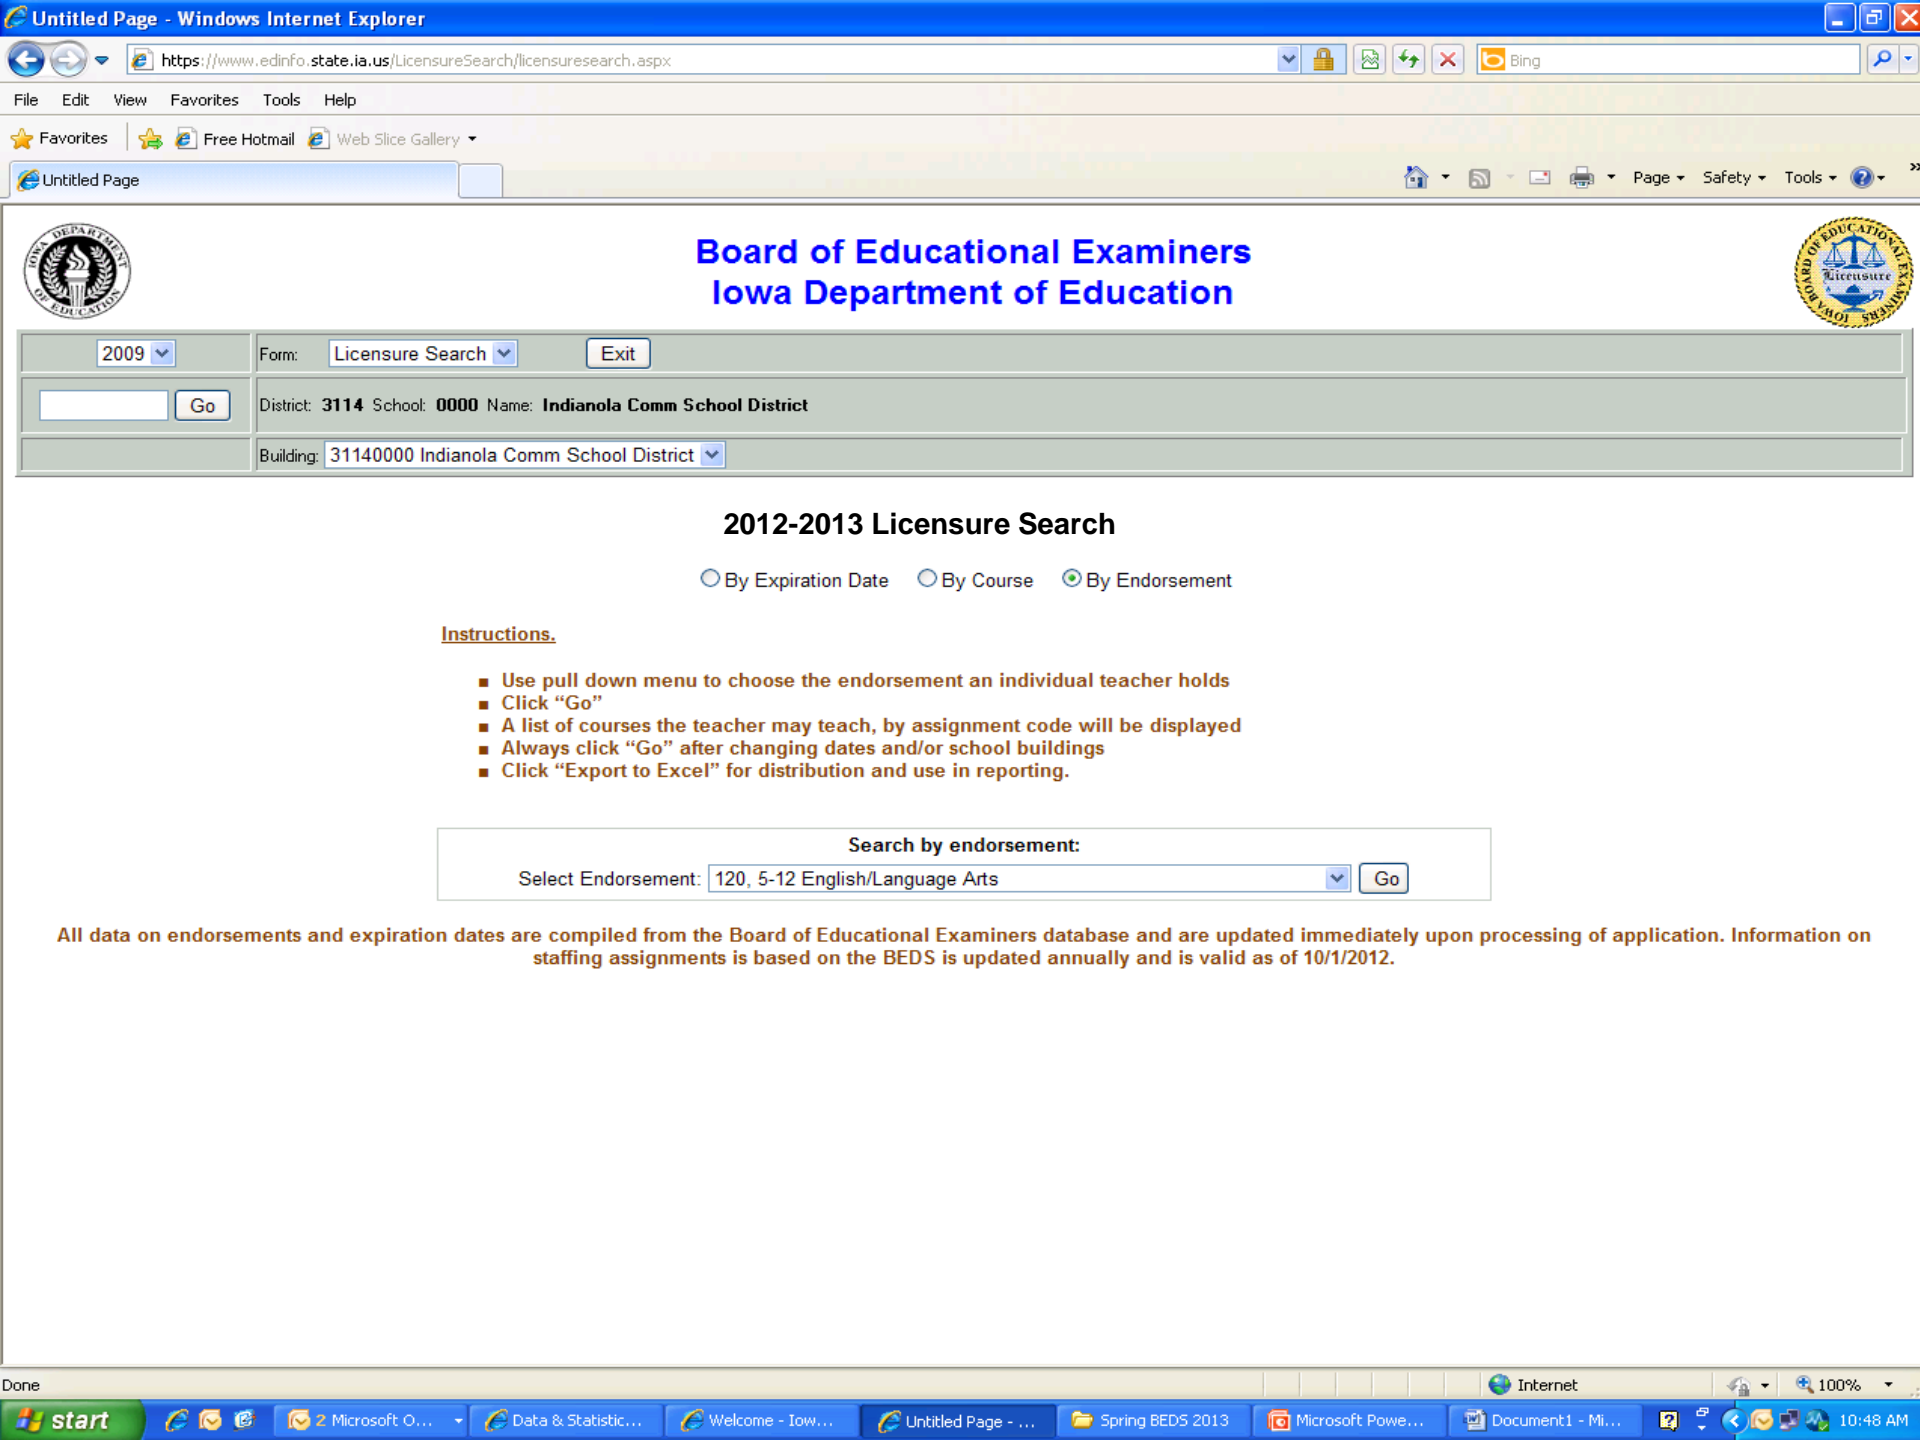 Untitled Page - Windows Internet Explorer
https://www.edinfo.state.ia.us/LicensureSearch/licensuresearch.aspx
Bing
File Edit View Favorites Tools Help
Favorites Free Hotmail Web Slice Gallery
Untitled Page
Page Safety Tools
IOWA DEPARTMENT OF EDUCATION
Board of Educational Examiners
Iowa Department of Education
BOARD OF EDUCATIONAL EXAMINERS IOWA
Licensure
2009 Form: Licensure Search Exit
Go District: 3114 School: 0000 Name: Indianola Comm School District
Building: 31140000 Indianola Comm School District
2012-2013 Licensure Search
By Expiration Date By Course By Endorsement
Instructions.
Use pull down menu to choose the endorsement an individual teacher holds
Click “Go”
A list of courses the teacher may teach, by assignment code will be displayed
Always click “Go” after changing dates and/or school buildings
Click “Export to Excel” for distribution and use in reporting.
Search by endorsement:
Select Endorsement: 120, 5-12 English/Language Arts Go
All data on endorsements and expiration dates are compiled from the Board of Educational Examiners database and are updated immediately upon processing of application. Information on
staffing assignments is based on the BEDS is updated annually and is valid as of 10/1/2012.
Done Internet 100%
start 2 Microsoft O... Data & Statistic... Welcome - Iow... Untitled Page - ... Spring BEDS 2013 Microsoft Powe... Document1 - Mi... 10:48 AM